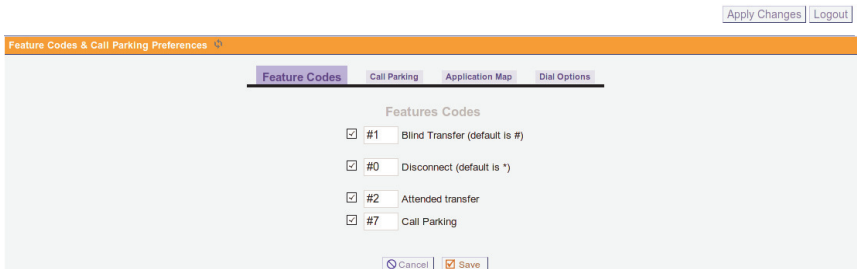 Apply Changes Logout
Feature Codes & Call Parking Preferences
Feature Codes Call Parking Application Map Dial Options
Features Codes
#1 Blind Transfer (default is #)
#0 Disconnect (default is *)
#2 Attended transfer
#7 Call Parking
Cancel Save